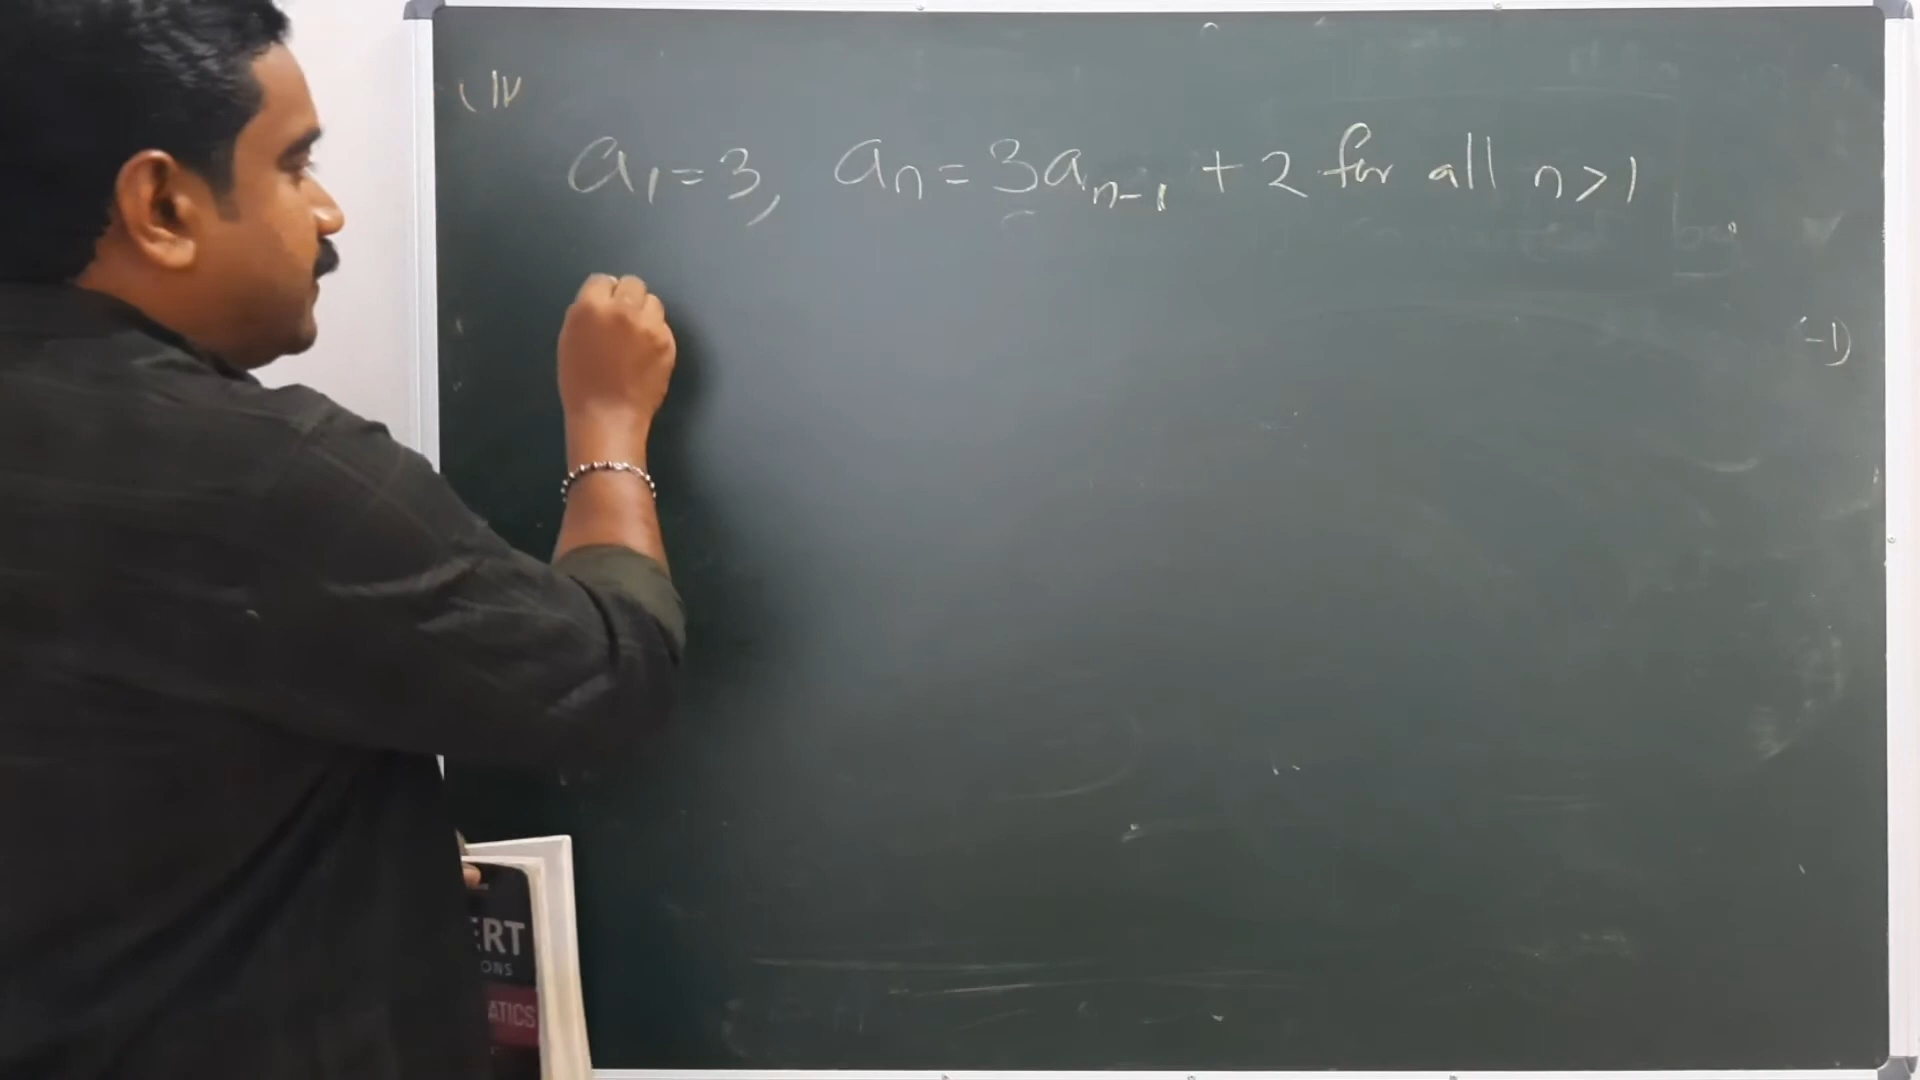 (IV
a₁=3, aₙ = 3aₙ₋₁ + 2 for all n>1
(-1)
ERT
ONS
ATICS